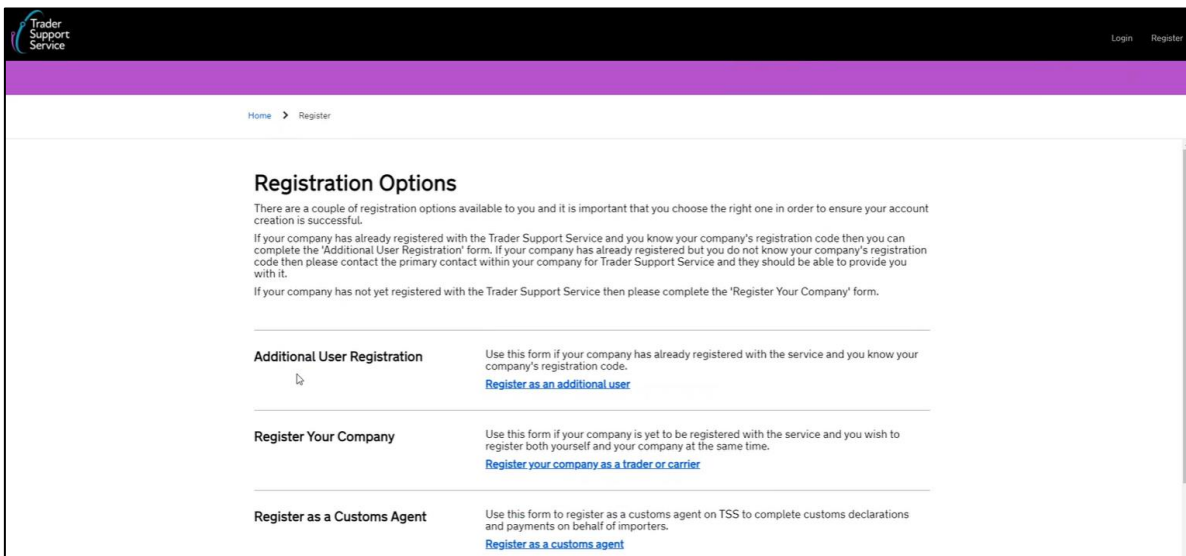 Trader
Support
Service
Login Register
Home > Register
Registration Options
There are a couple of registration options available to you and it is important that you choose the right one in order to ensure your account
creation is successful.
If your company has already registered with the Trader Support Service and you know your company's registration code then you can
complete the 'Additional User Registration' form. If your company has already registered but you do not know your company's registration
code then please contact the primary contact within your company for Trader Support Service and they should be able to provide you
with it.
If your company has not yet registered with the Trader Support Service then please complete the 'Register Your Company' form.
Additional User Registration
Use this form if your company has already registered with the service and you know your
company's registration code.
Register as an additional user
Register Your Company
Use this form if your company is yet to be registered with the service and you wish to
register both yourself and your company at the same time.
Register your company as a trader or carrier
Register as a Customs Agent
Use this form to register as a customs agent on TSS to complete customs declarations
and payments on behalf of importers.
Register as a customs agent